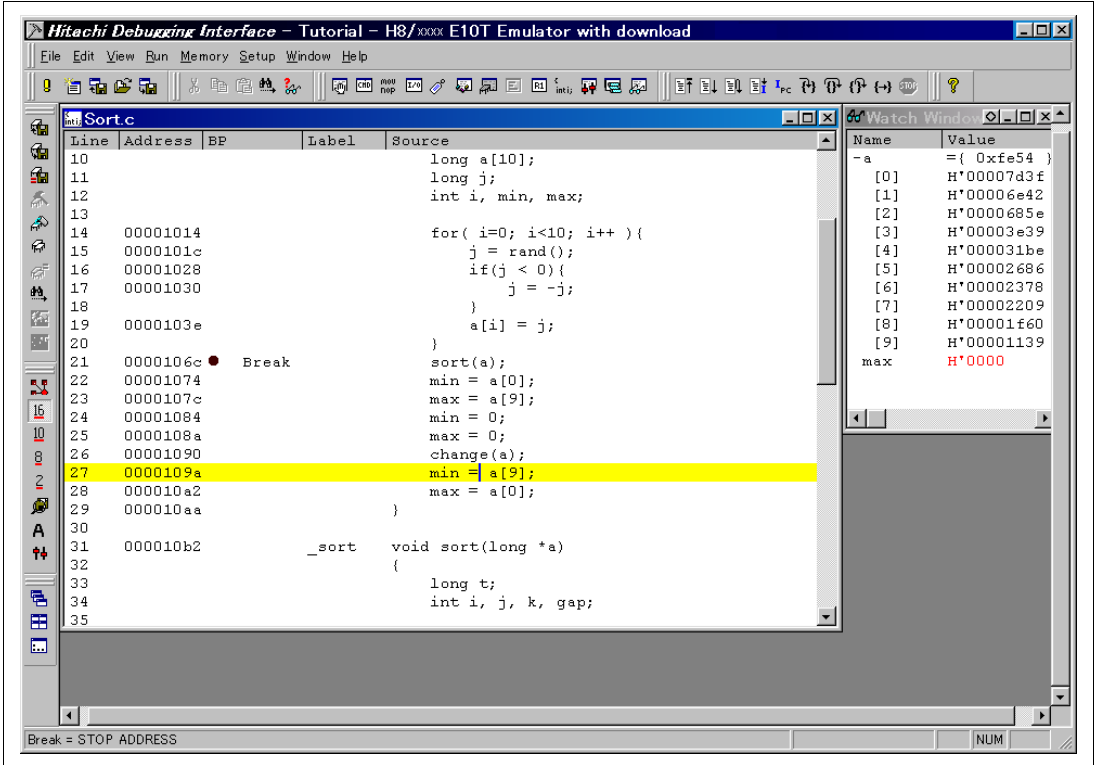 Hitachi Debugging Interface - Tutorial - H8/xxxx E10T Emulator with download
File Edit View Run Memory Setup Window Help
Sort.c
Line Address BP Label Source
10 long a[10];
11 long j;
12 int i, min, max;
13
14 00001014 for( i=0; i<10; i++ ){
15 0000101c j = rand();
16 00001028 if(j < 0){
17 00001030 j = -j;
18 }
19 0000103e a[i] = j;
20 }
21 0000106c Break sort(a);
22 00001074 min = a[0];
23 0000107c max = a[9];
24 00001084 min = 0;
25 0000108a max = 0;
26 00001090 change(a);
27 0000109a min = a[9];
28 000010a2 max = a[0];
29 000010aa }
30
31 000010b2 _sort void sort(long *a)
32 {
33 long t;
34 int i, j, k, gap;
35
Watch Window
Name Value
-a ={ 0xfe54 }
[0] H'00007d3f
[1] H'00006e42
[2] H'0000685e
[3] H'00003e39
[4] H'000031be
[5] H'00002686
[6] H'00002378
[7] H'00002209
[8] H'00001f60
[9] H'00001139
max H'0000
16
10
8
2
A
Break = STOP ADDRESS
NUM